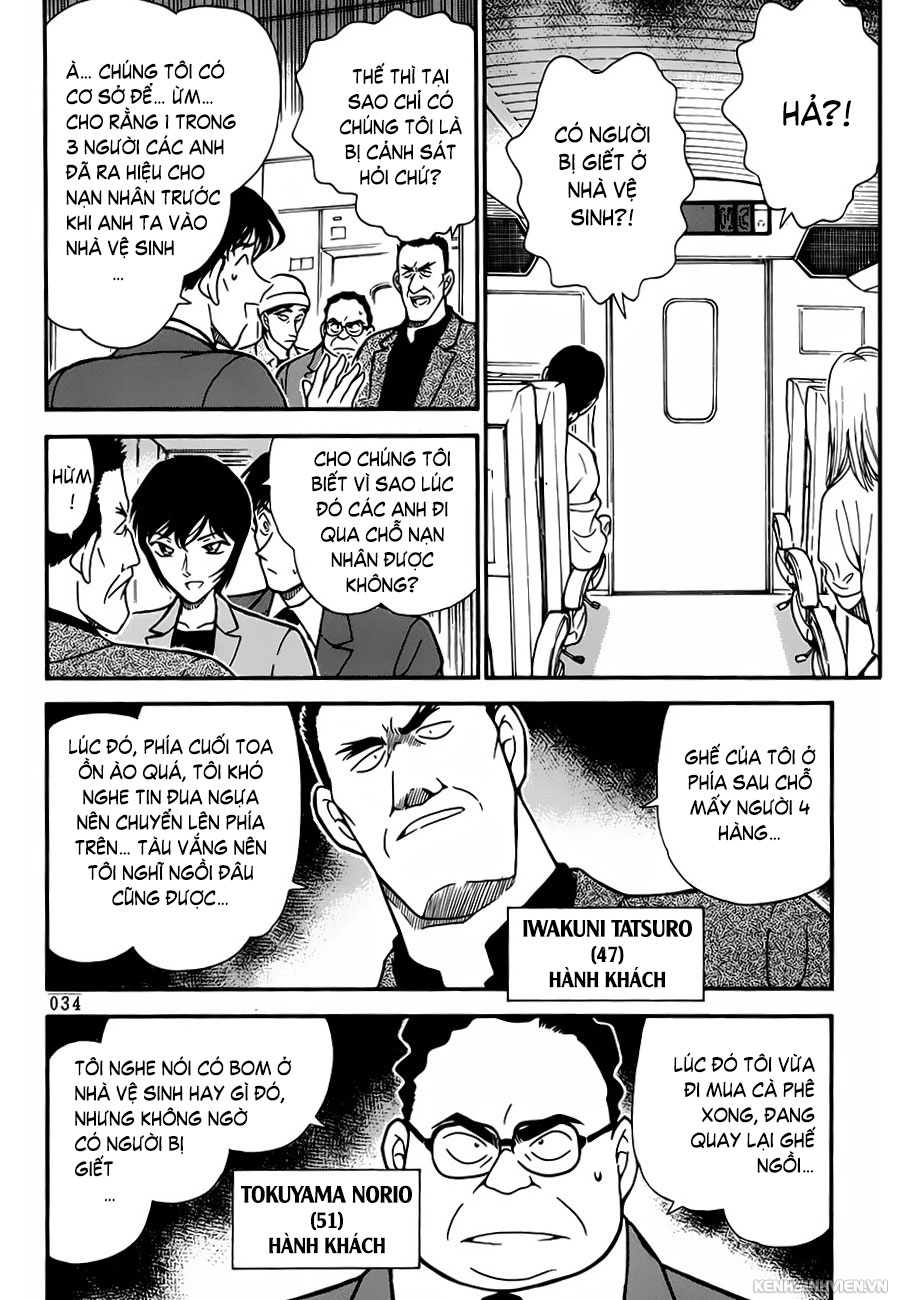 HẢ?!
CÓ NGƯỜI
BỊ GIẾT Ở
NHÀ VỆ
SINH?!
THẾ THÌ TẠI
SAO CHỈ CÓ
CHÚNG TÔI LÀ
BỊ CẢNH SÁT
HỎI CHỨ?
À... CHÚNG TÔI CÓ
CƠ SỞ ĐỂ... ỪM...
CHO RẰNG 1 TRONG
3 NGƯỜI CÁC ANH
ĐÃ RA HIỆU CHO
NẠN NHÂN TRƯỚC
KHI ANH TA VÀO
NHÀ VỆ SINH
...
CHO CHÚNG TÔI
BIẾT VÌ SAO LÚC
ĐÓ CÁC ANH ĐI
QUA CHỖ NẠN
NHÂN ĐƯỢC
KHÔNG?
HỪM
!
GHẾ CỦA TÔI Ở
PHÍA SAU CHỖ
MẤY NGƯỜI 4
HÀNG...
LÚC ĐÓ, PHÍA CUỐI TOA
ỒN ÀO QUÁ, TÔI KHÓ
NGHE TIN ĐUA NGỰA
NÊN CHUYỂN LÊN PHÍA
TRÊN... TÀU VẮNG NÊN
TÔI NGHĨ NGỒI ĐÂU
CŨNG ĐƯỢC...
IWAKUNI TATSURO
(47)
HÀNH KHÁCH
034
LÚC ĐÓ TÔI VỪA
ĐI MUA CÀ PHÊ
XONG, ĐANG
QUAY LẠI GHẾ
NGỒI...
TÔI NGHE NÓI CÓ BOM Ở
NHÀ VỆ SINH HAY GÌ ĐÓ,
NHƯNG KHÔNG NGỜ
CÓ NGƯỜI BỊ
GIẾT
...
TOKUYAMA NORIO
(51)
HÀNH KHÁCH